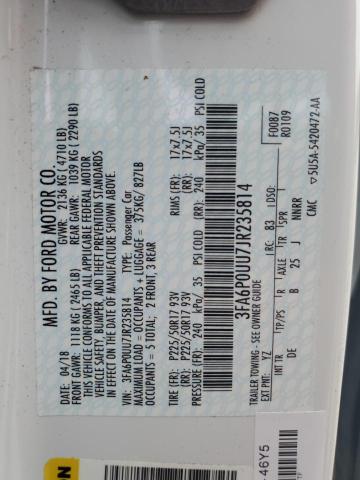 MFD. BY FORD MOTOR CO.
04/18 GVWR: 2136 KG (4710 LB)
FRONT GAWR: 1118 KG (2465 LB) REAR GAWR: 1039 KG (2290 LB)
THIS VEHICLE CONFORMS TO ALL APPLICABLE FEDERAL MOTOR
VEHICLE SAFETY, BUMPER, AND THEFT PREVENTION STANDARDS
IN EFFECT ON THE DATE OF MANUFACTURE SHOWN ABOVE.
VIN: 3FA6P0UU7JR235814 TYPE: Passenger Car
MAXIMUM LOAD = OCCUPANTS + LUGGAGE = 375KG / 827LB
OCCUPANTS = 5 TOTAL: 2 FRONT, 3 REAR
TIRES (FR): P225/50R17 93V RIMS (FR): 17x7.5J
TIRES (RR): P225/50R17 93V RIMS (RR): 17x7.5J
PRESSURE (FR): 240 kPa/ 35 PSI COLD (RR): 240 kPa/ 35 PSI COLD
3FA6P0UU7JR235814
TRAILER TOWING - SEE OWNER GUIDE F0087
EXT PNT: YZ RC: 83 DSO: R0109
INT TR TP/PS R AXLE TR SPR
DE B 25 J NNRR
CMC 5U5A-5420472-AA
-46Y5